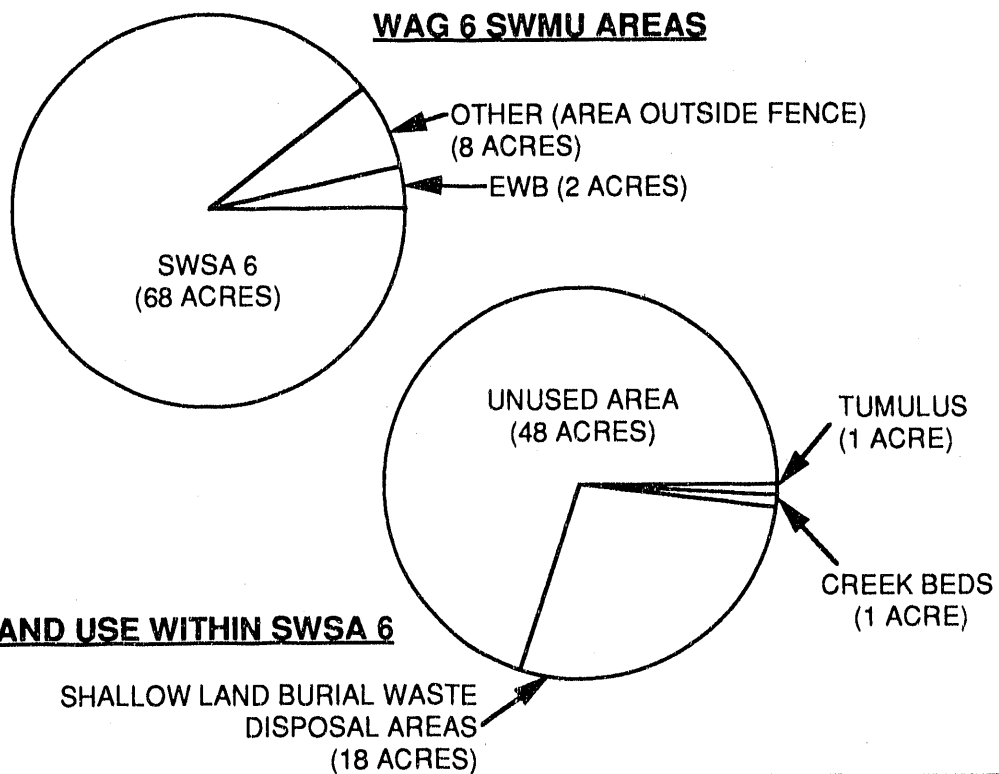 WAG 6 SWMU AREAS
OTHER (AREA OUTSIDE FENCE)
(8 ACRES)
EWB (2 ACRES)
SWSA 6
(68 ACRES)
UNUSED AREA
(48 ACRES)
TUMULUS
(1 ACRE)
CREEK BEDS
(1 ACRE)
AND USE WITHIN SWSA 6
SHALLOW LAND BURIAL WASTE
DISPOSAL AREAS
(18 ACRES)